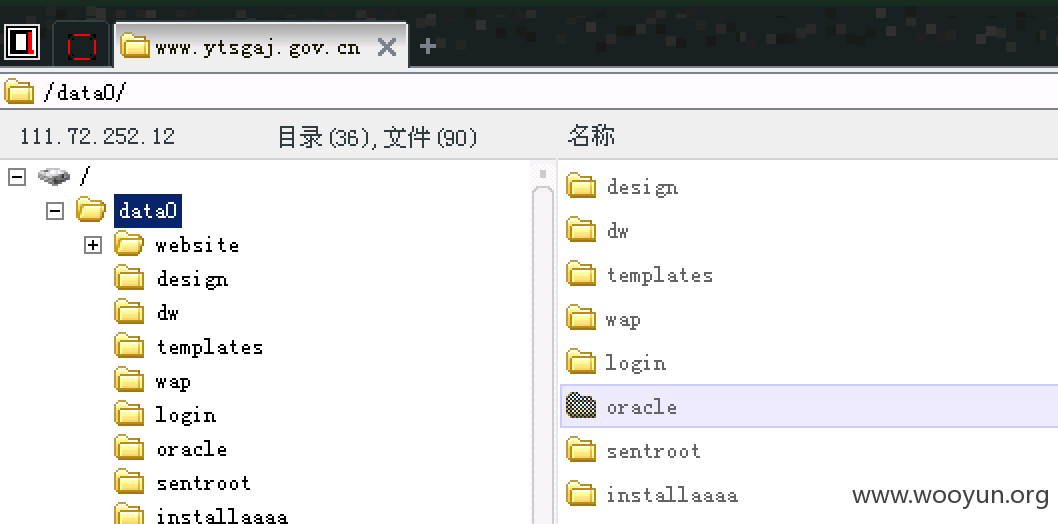 www.ytsgaj.gov.cn
/data0/
111.72.252.12
目录(36),文件(90)
名称
/
data0
website
design
dw
templates
wap
login
oracle
sentroot
installaaaa
design
dw
templates
wap
login
oracle
sentroot
installaaaa
www.wooyun.org